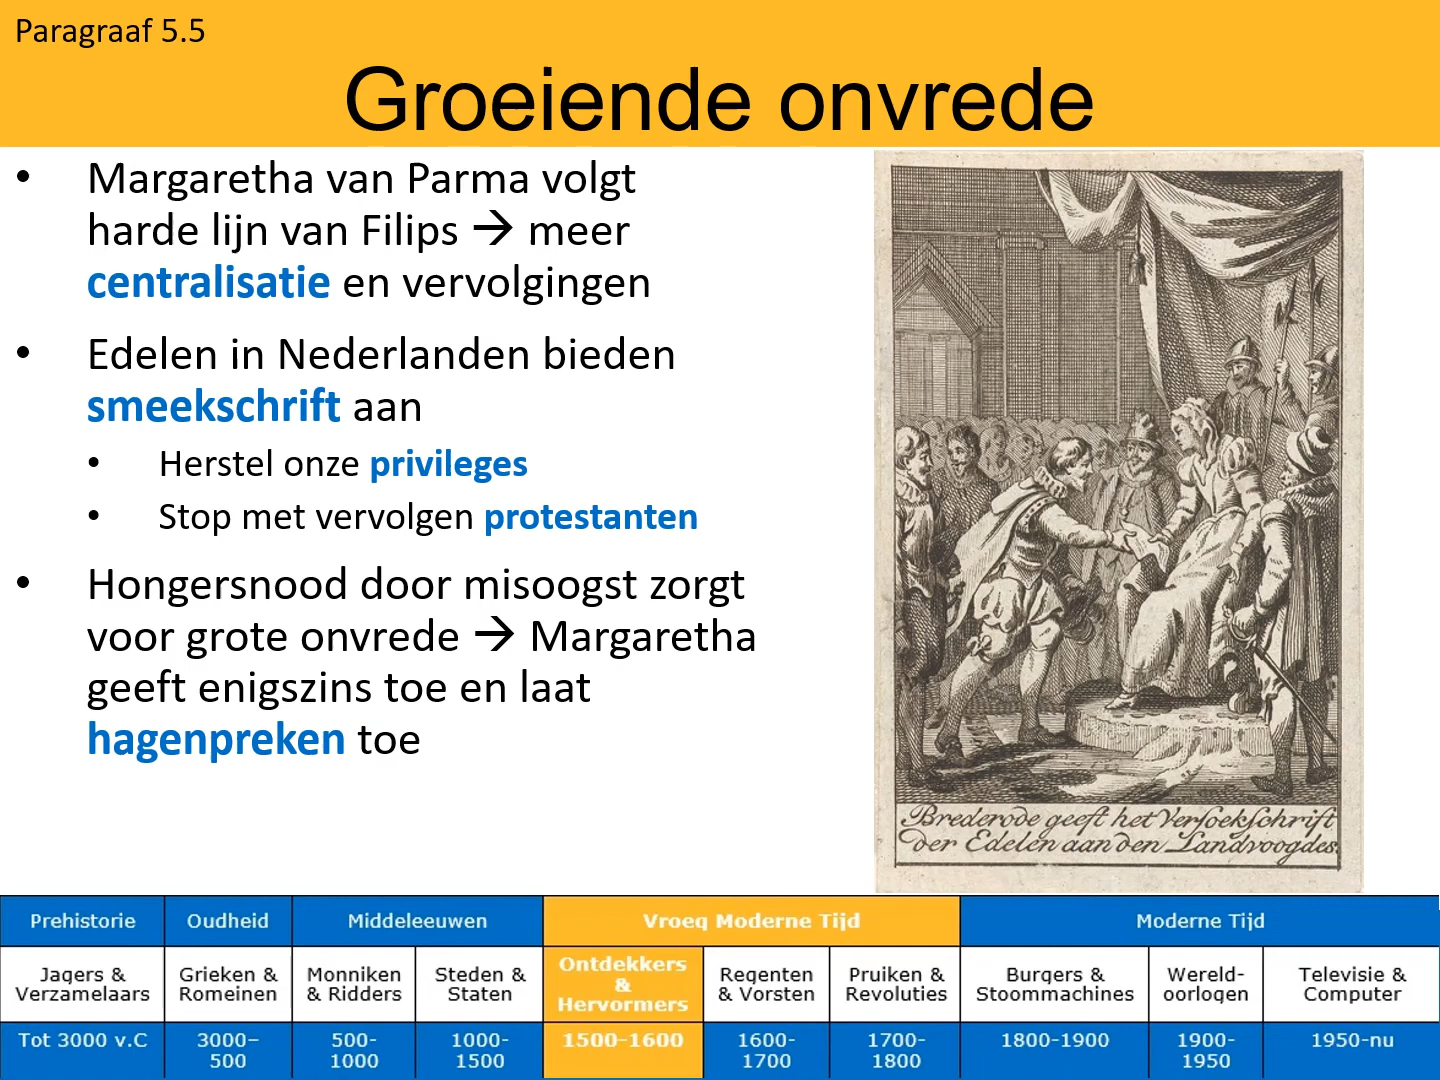 Paragraaf 5.5
Groeiende onvrede
• Margaretha van Parma volgt
harde lijn van Filips → meer
centralisatie en vervolgingen
• Edelen in Nederlanden bieden
smeekschrift aan
• Herstel onze privileges
• Stop met vervolgen protestanten
• Hongersnood door misoogst zorgt
voor grote onvrede → Margaretha
geeft enigszins toe en laat
hagenpreken toe
Brederode geeft het Verſoekſchrift
der Edelen aan den Landvoogdes.
Prehistorie Oudheid Middeleeuwen Vroeg Moderne Tijd Moderne Tijd
Jagers & Verzamelaars
Grieken & Romeinen
Monniken & Ridders
Steden & Staten
Ontdekkers & Hervormers
Regenten & Vorsten
Pruiken & Revoluties
Burgers & Stoommachines
Wereld-oorlogen
Televisie & Computer
Tot 3000 v.C
3000–500
500-1000
1000-1500
1500-1600
1600-1700
1700-1800
1800-1900
1900-1950
1950-nu